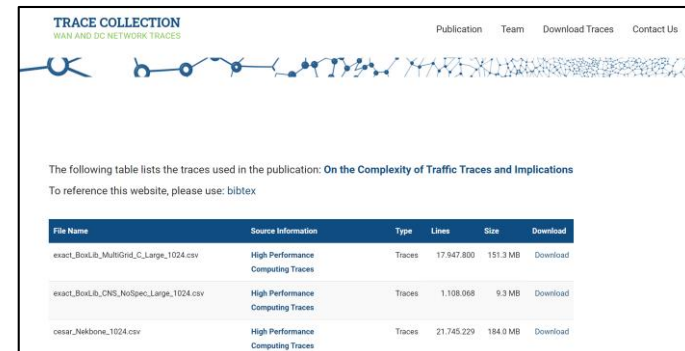 TRACE COLLECTION
WAN AND DC NETWORK TRACES
Publication Team Download Traces Contact Us
The following table lists the traces used in the publication: On the Complexity of Traffic Traces and Implications
To reference this website, please use: bibtex
File Name Source Information Type Lines Size Download
exact_BoxLib_MultiGrid_C_Large_1024.csv High Performance Traces 17.947.800 151.3 MB Download
Computing Traces
exact_BoxLib_CNS_NoSpec_Large_1024.csv High Performance Traces 1.108.068 9.3 MB Download
Computing Traces
cesar_Nekbone_1024.csv High Performance Traces 21.745.229 184.0 MB Download
Computing Traces